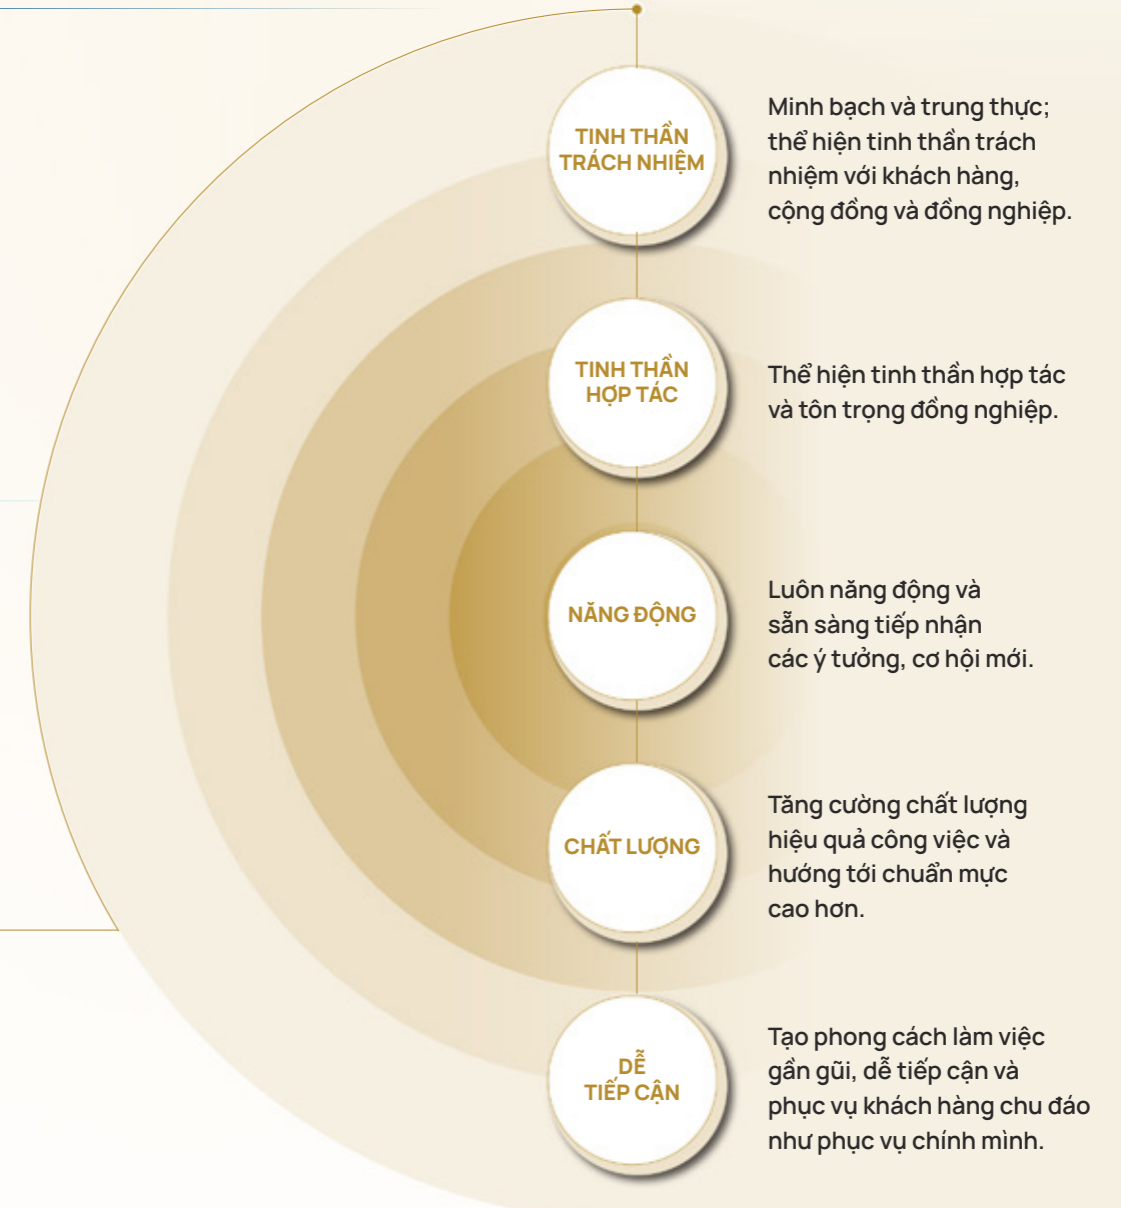 TINH THẦN
TRÁCH NHIỆM
Minh bạch và trung thực;
thể hiện tinh thần trách
nhiệm với khách hàng,
cộng đồng và đồng nghiệp.
TINH THẦN
HỢP TÁC
Thể hiện tinh thần hợp tác
và tôn trọng đồng nghiệp.
NĂNG ĐỘNG
Luôn năng động và
sẵn sàng tiếp nhận
các ý tưởng, cơ hội mới.
CHẤT LƯỢNG
Tăng cường chất lượng
hiệu quả công việc và
hướng tới chuẩn mực
cao hơn.
DỄ
TIẾP CẬN
Tạo phong cách làm việc
gần gũi, dễ tiếp cận và
phục vụ khách hàng chu đáo
như phục vụ chính mình.